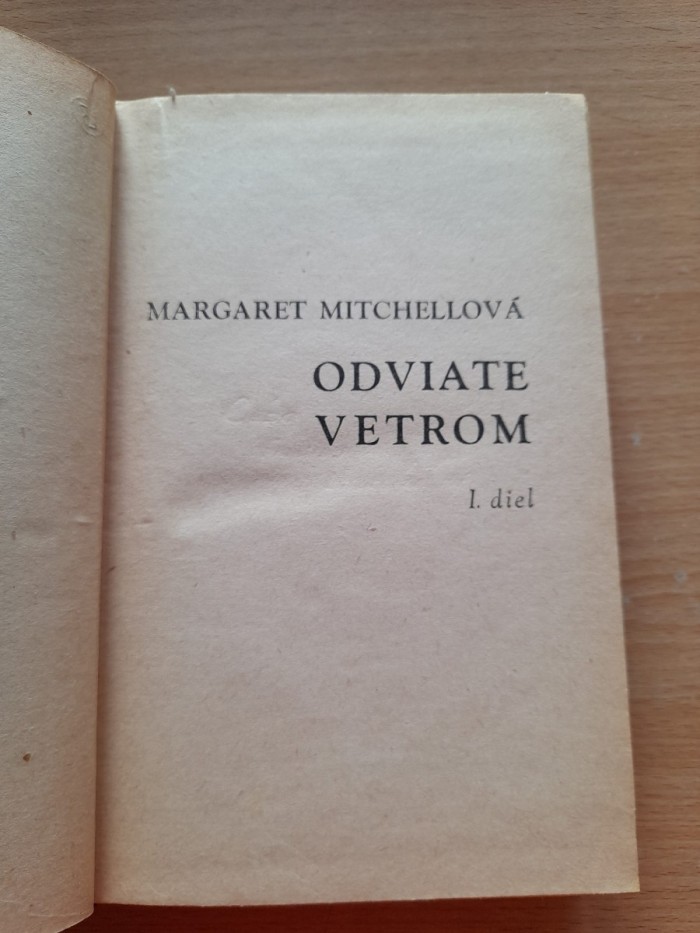 MARGARET MITCHELLOVÁ
ODVIATE
VETROM
I. diel